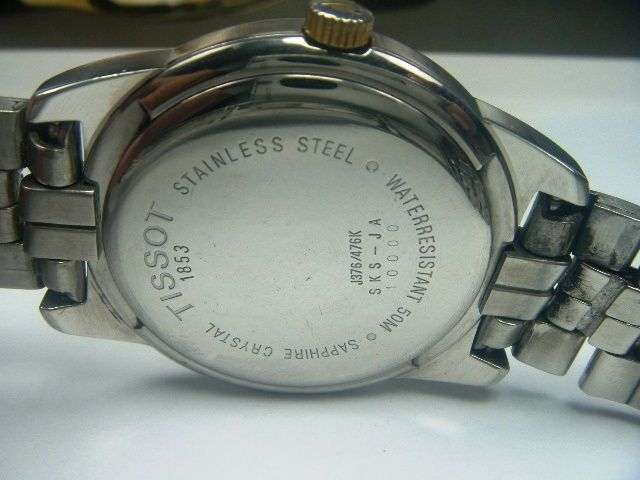 TISSOT
1853
STAINLESS STEEL
WATERRESISTANT 50M
SAPPHIRE CRYSTAL
J376/476K
SKS-JA
10000